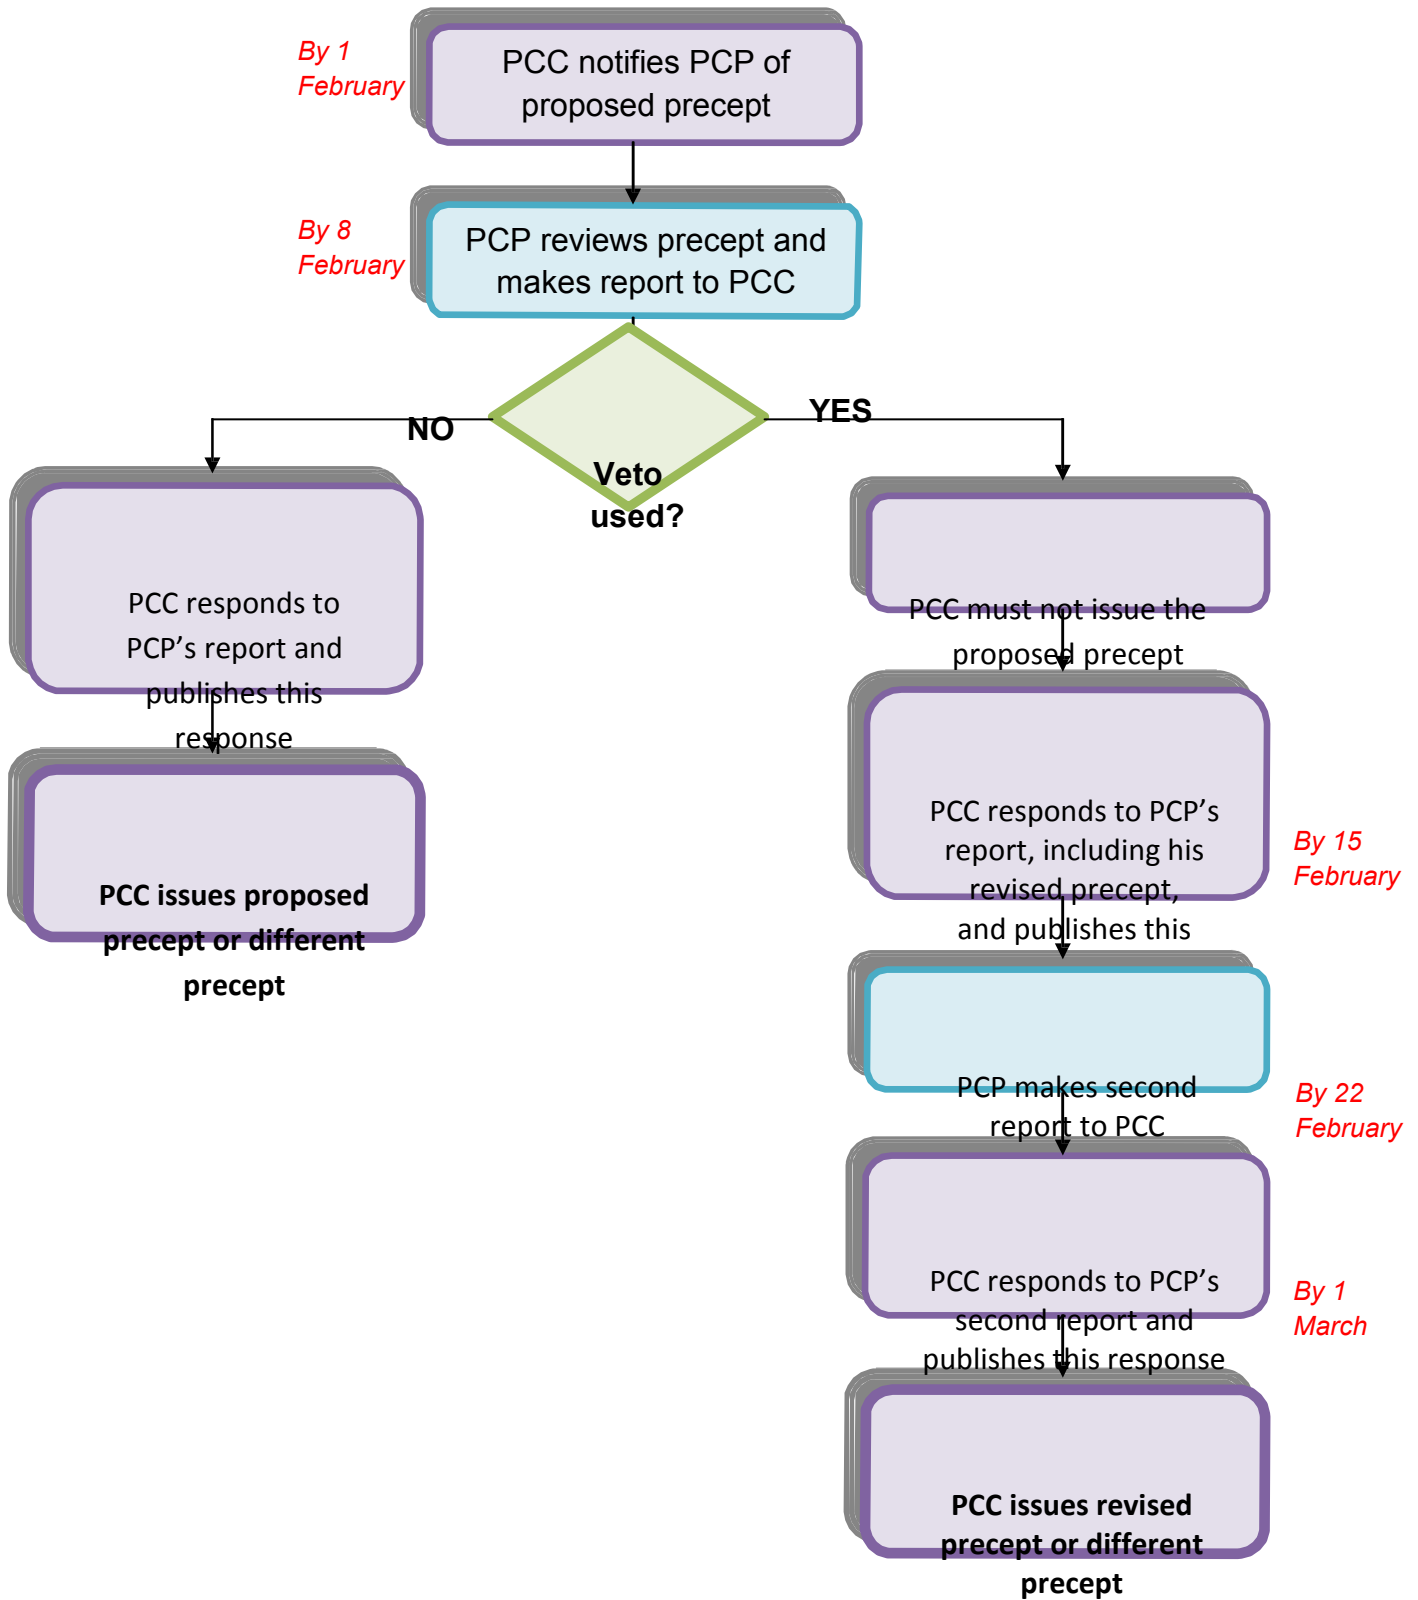 By 1
February
PCC notifies PCP of
proposed precept
By 8
February
PCP reviews precept and
makes report to PCC
NO
YES
Veto
used?
PCC responds to
PCP’s report and
publishes this
response
PCC issues proposed
precept or different
precept
PCC must not issue the
proposed precept
PCC responds to PCP’s
report, including his
revised precept,
and publishes this
By 15
February
PCP makes second
report to PCC
By 22
February
PCC responds to PCP’s
second report and
publishes this response
By 1
March
PCC issues revised
precept or different
precept